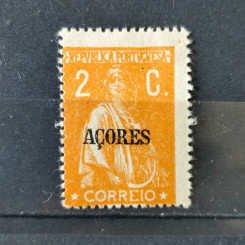 REPUBLICA PORTUGUESA
2 C.
AÇORES
CORREIO